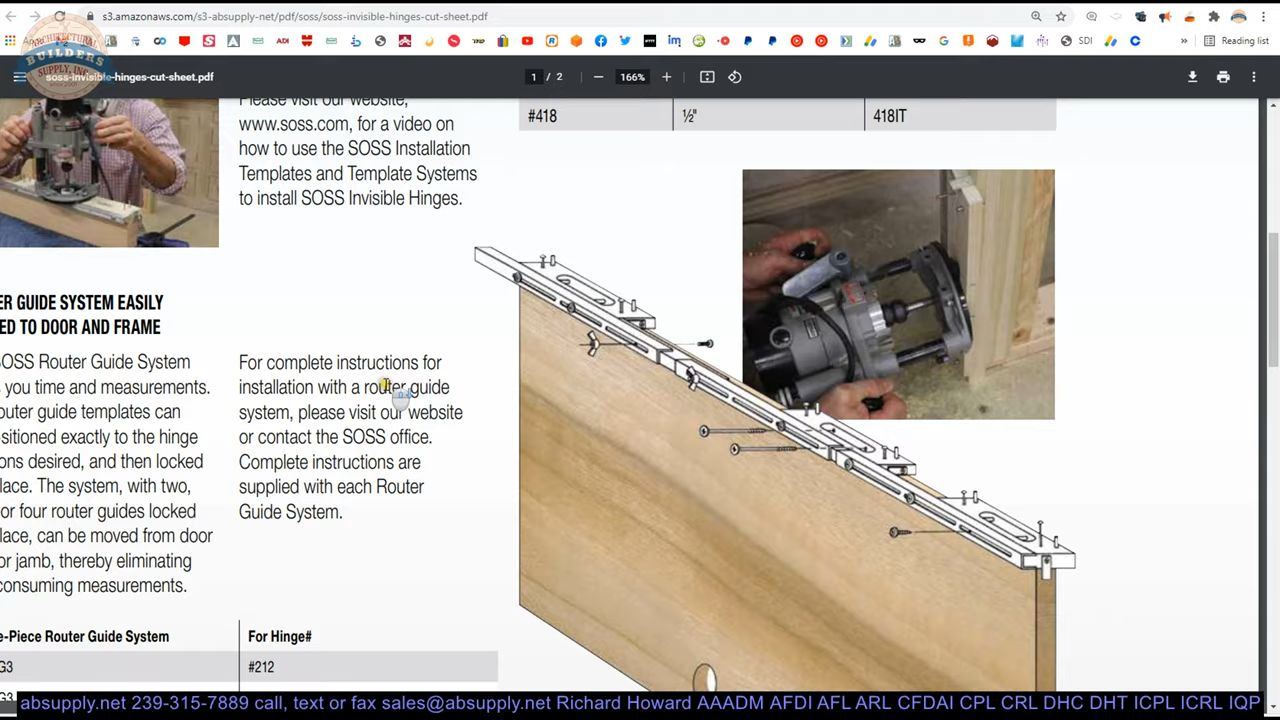 s3.amazonaws.com/s3-absupply-net/pdf/soss/soss-invisible-hinges-cut-sheet.pdf
SDI
Reading list
ARCHITECTURAL
BUILDERS
SUPPLY, INC.
soss-invisible-hinges-cut-sheet.pdf
1 / 2
166%
Please visit our website,
www.soss.com, for a video on
how to use the SOSS Installation
Templates and Template Systems
to install SOSS Invisible Hinges.
#418 ½" 418IT
ER GUIDE SYSTEM EASILY
ED TO DOOR AND FRAME
SOSS Router Guide System
s you time and measurements.
outer guide templates can
sitioned exactly to the hinge
ons desired, and then locked
lace. The system, with two,
or four router guides locked
lace, can be moved from door
or jamb, thereby eliminating
consuming measurements.
For complete instructions for
installation with a router guide
system, please visit our website
or contact the SOSS office.
Complete instructions are
supplied with each Router
Guide System.
e-Piece Router Guide System For Hinge#
G3 #212
G3
absupply.net 239-315-7889 call, text or fax sales@absupply.net Richard Howard AAADM AFDI AFL ARL CFDAI CPL CRL DHC DHT ICPL ICRL IQP